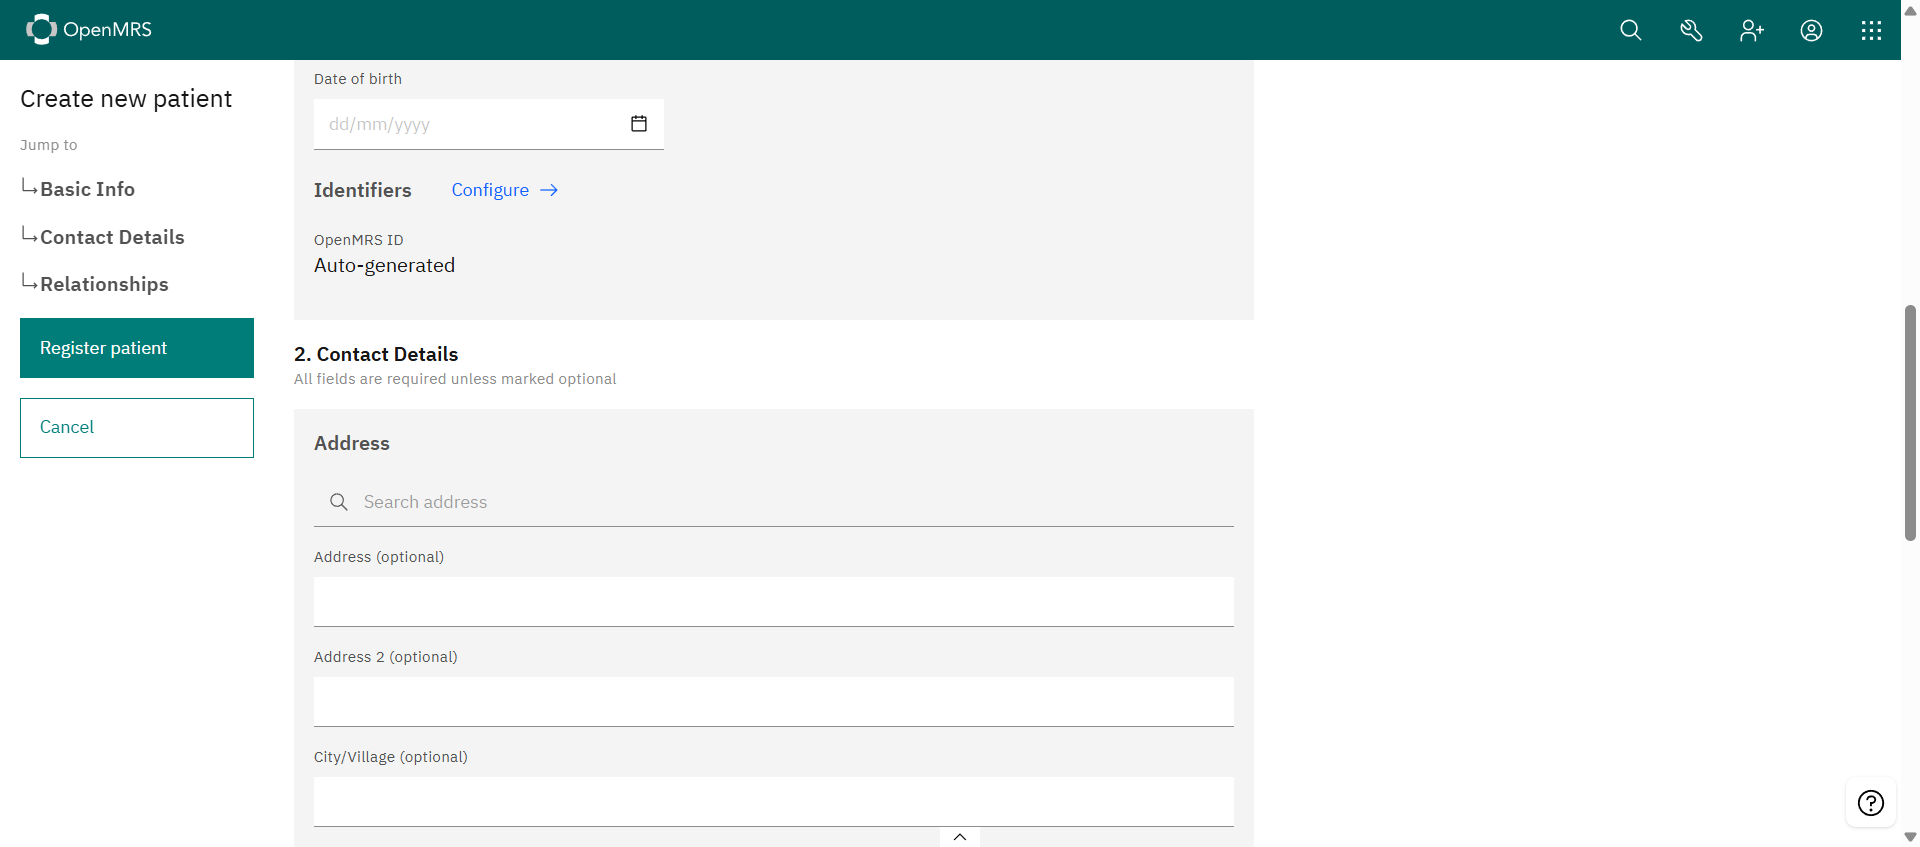 OpenMRS
Create new patient
Jump to
Basic Info
Contact Details
Relationships
Register patient
Cancel
Date of birth
dd/mm/yyyy
Identifiers Configure
OpenMRS ID
Auto-generated
2. Contact Details
All fields are required unless marked optional
Address
Search address
Address (optional)
Address 2 (optional)
City/Village (optional)